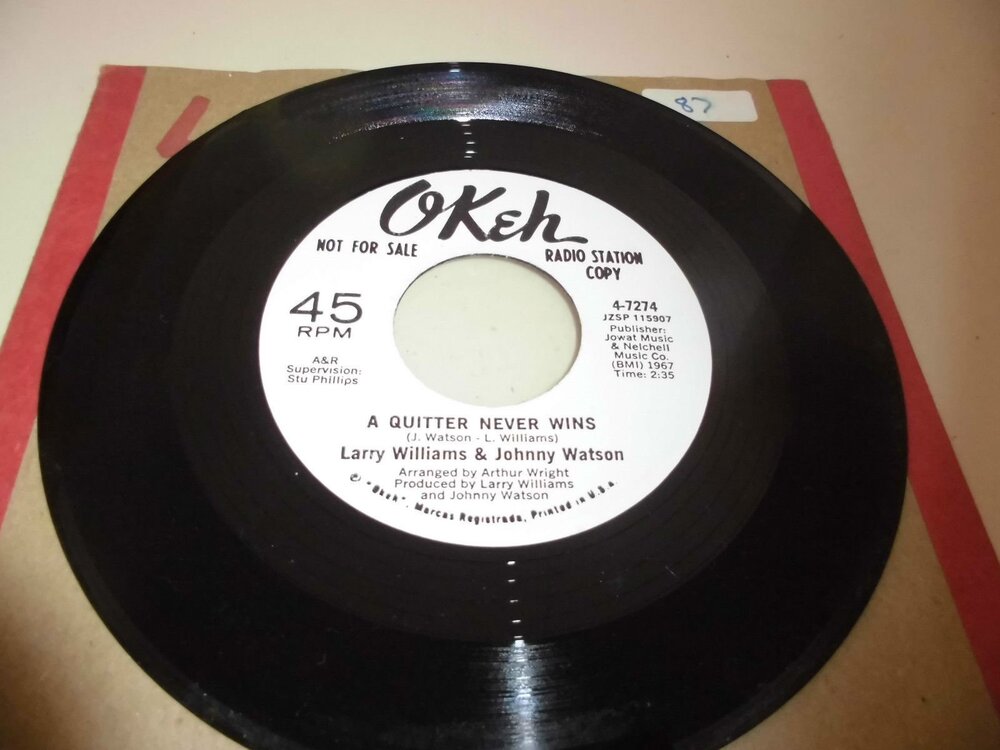 87
OKeh
NOT FOR SALE
RADIO STATION
COPY
45
RPM
4-7274
JZSP 115907
Publisher:
Jowat Music
& Nelchell
Music Co.
(BMI) 1967
Time: 2:35
A&R
Supervision:
Stu Phillips
A QUITTER NEVER WINS
(J. Watson - L. Williams)
Larry Williams & Johnny Watson
Arranged by Arthur Wright
Produced by Larry Williams
and Johnny Watson
"Okeh", Marcas Registrada, Printed in U.S.A.